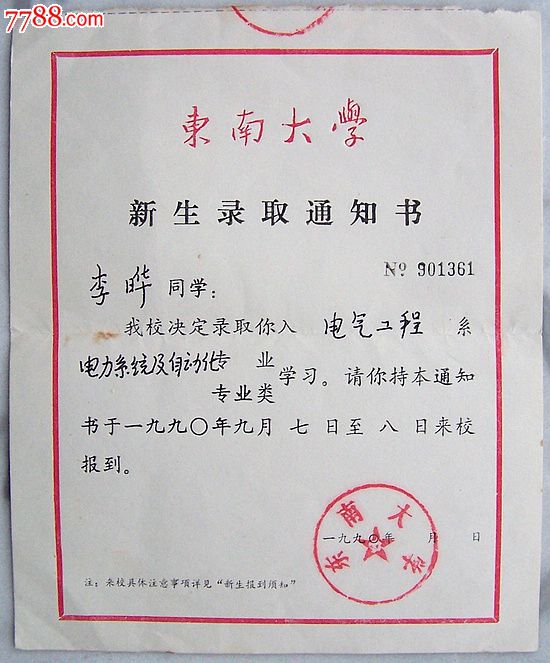 7788.com
東南大學
新生录取通知书
№ 901361
李晔 同学：
我校决定录取你入 电气工程 系
电力系统及自动化专 业
专业类
学习。请你持本通知
书于一九九〇年九月 七 日至 八 日来校
报到。
东南大学
一九九〇年 月 日
注：来校具体注意事项详见“新生报到须知”